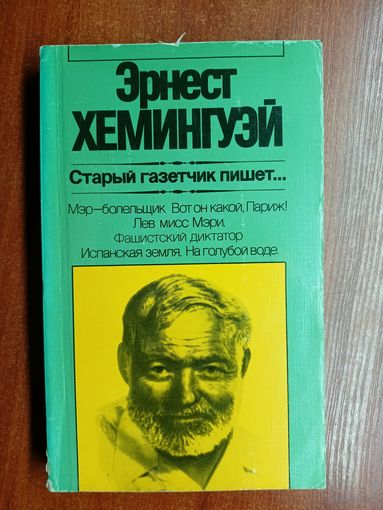 Эрнест
ХЕМИНГУЭЙ
Старый газетчик пишет...
Мэр–болельщик Вот он какой, Париж!
Лев мисс Мэри.
Фашистский диктатор
Испанская земля. На голубой воде.